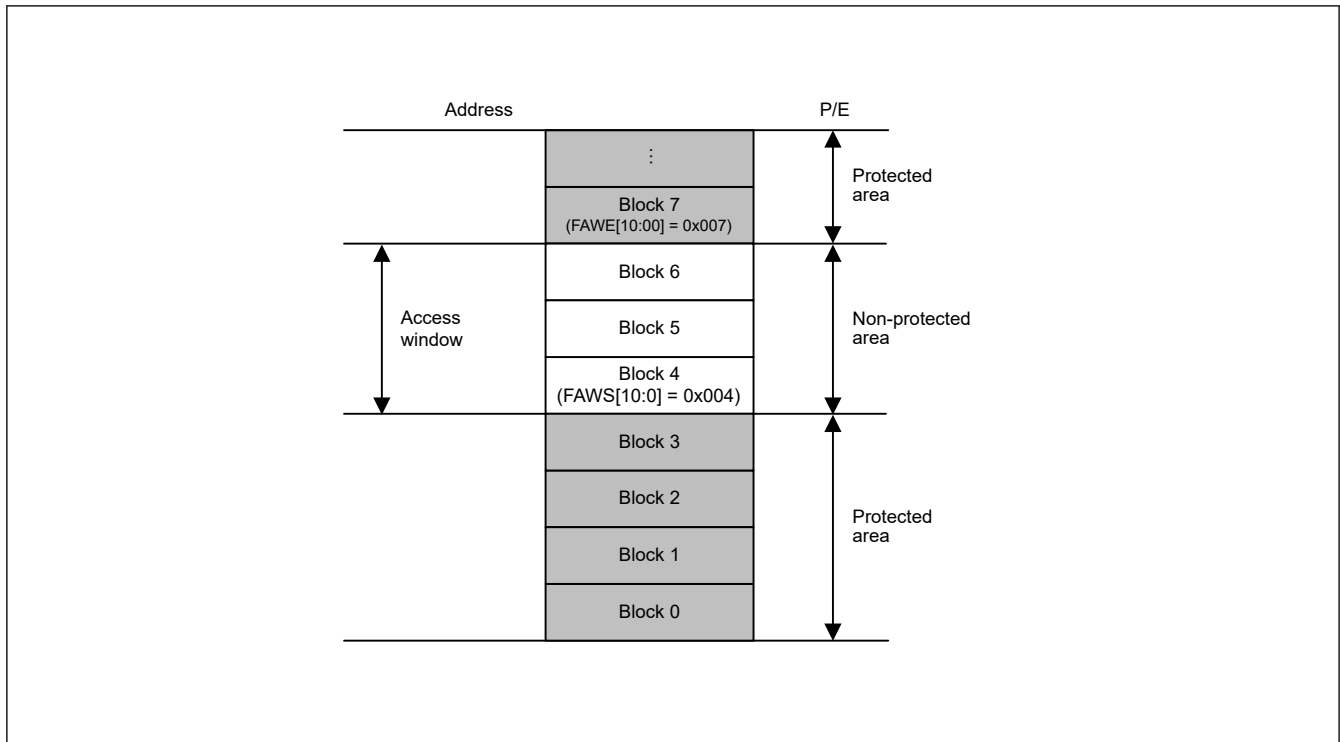 Address
P/E
⋮
Protected
area
Block 7
(FAWE[10:00] = 0x007)
Block 6
Access
window
Block 5
Non-protected
area
Block 4
(FAWS[10:0] = 0x004)
Block 3
Block 2
Protected
area
Block 1
Block 0